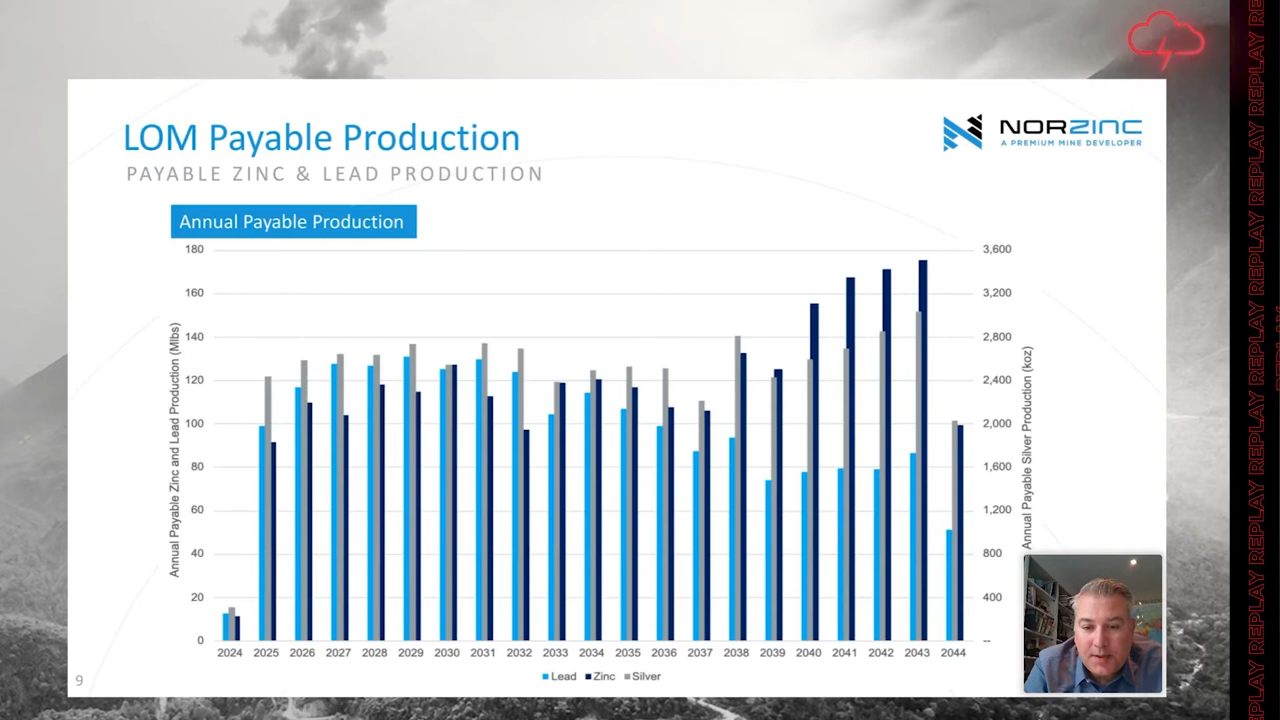 LOM Payable Production
PAYABLE ZINC & LEAD PRODUCTION
NORZINC
A PREMIUM MINE DEVELOPER
Annual Payable Production
Annual Payable Zinc and Lead Production (Mlbs)
180
160
140
120
100
80
60
40
20
0
3,600
3,200
2,800
2,400
2,000
1,600
1,200
800
400
--
Annual Payable Silver Production (koz)
2024 2025 2026 2027 2028 2029 2030 2031 2032 2033 2034 2035 2036 2037 2038 2039 2040 2041 2042 2043 2044
Lead Zinc Silver
9
REPLAY REPLAY REPLAY REPLAY REPLAY REPLAY REPLAY REPLAY